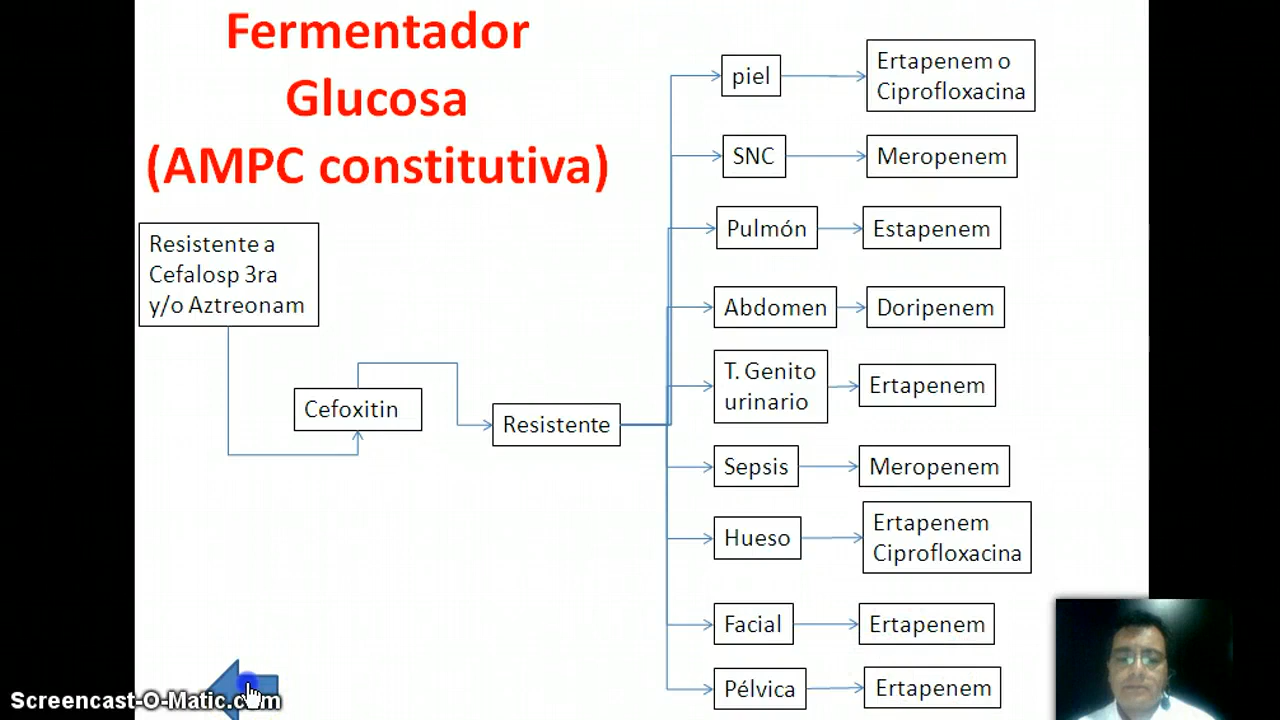 Fermentador
Glucosa
(AMPC constitutiva)
Resistente a
Cefalosp 3ra
y/o Aztreonam
Cefoxitin
Resistente
piel
Ertapenem o
Ciprofloxacina
SNC
Meropenem
Pulmón
Estapenem
Abdomen
Doripenem
T. Genito
urinario
Ertapenem
Sepsis
Meropenem
Hueso
Ertapenem
Ciprofloxacina
Facial
Ertapenem
Pélvica
Ertapenem
Screencast-O-Matic.com